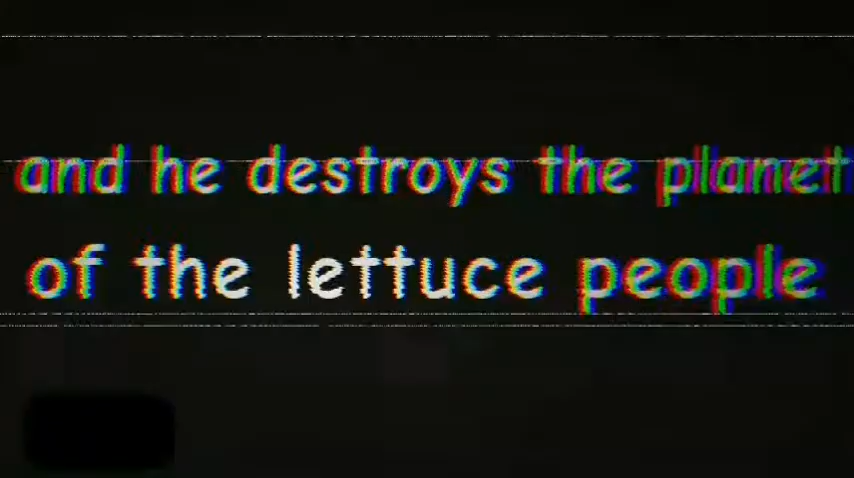 and he destroys the planet
of the lettuce people